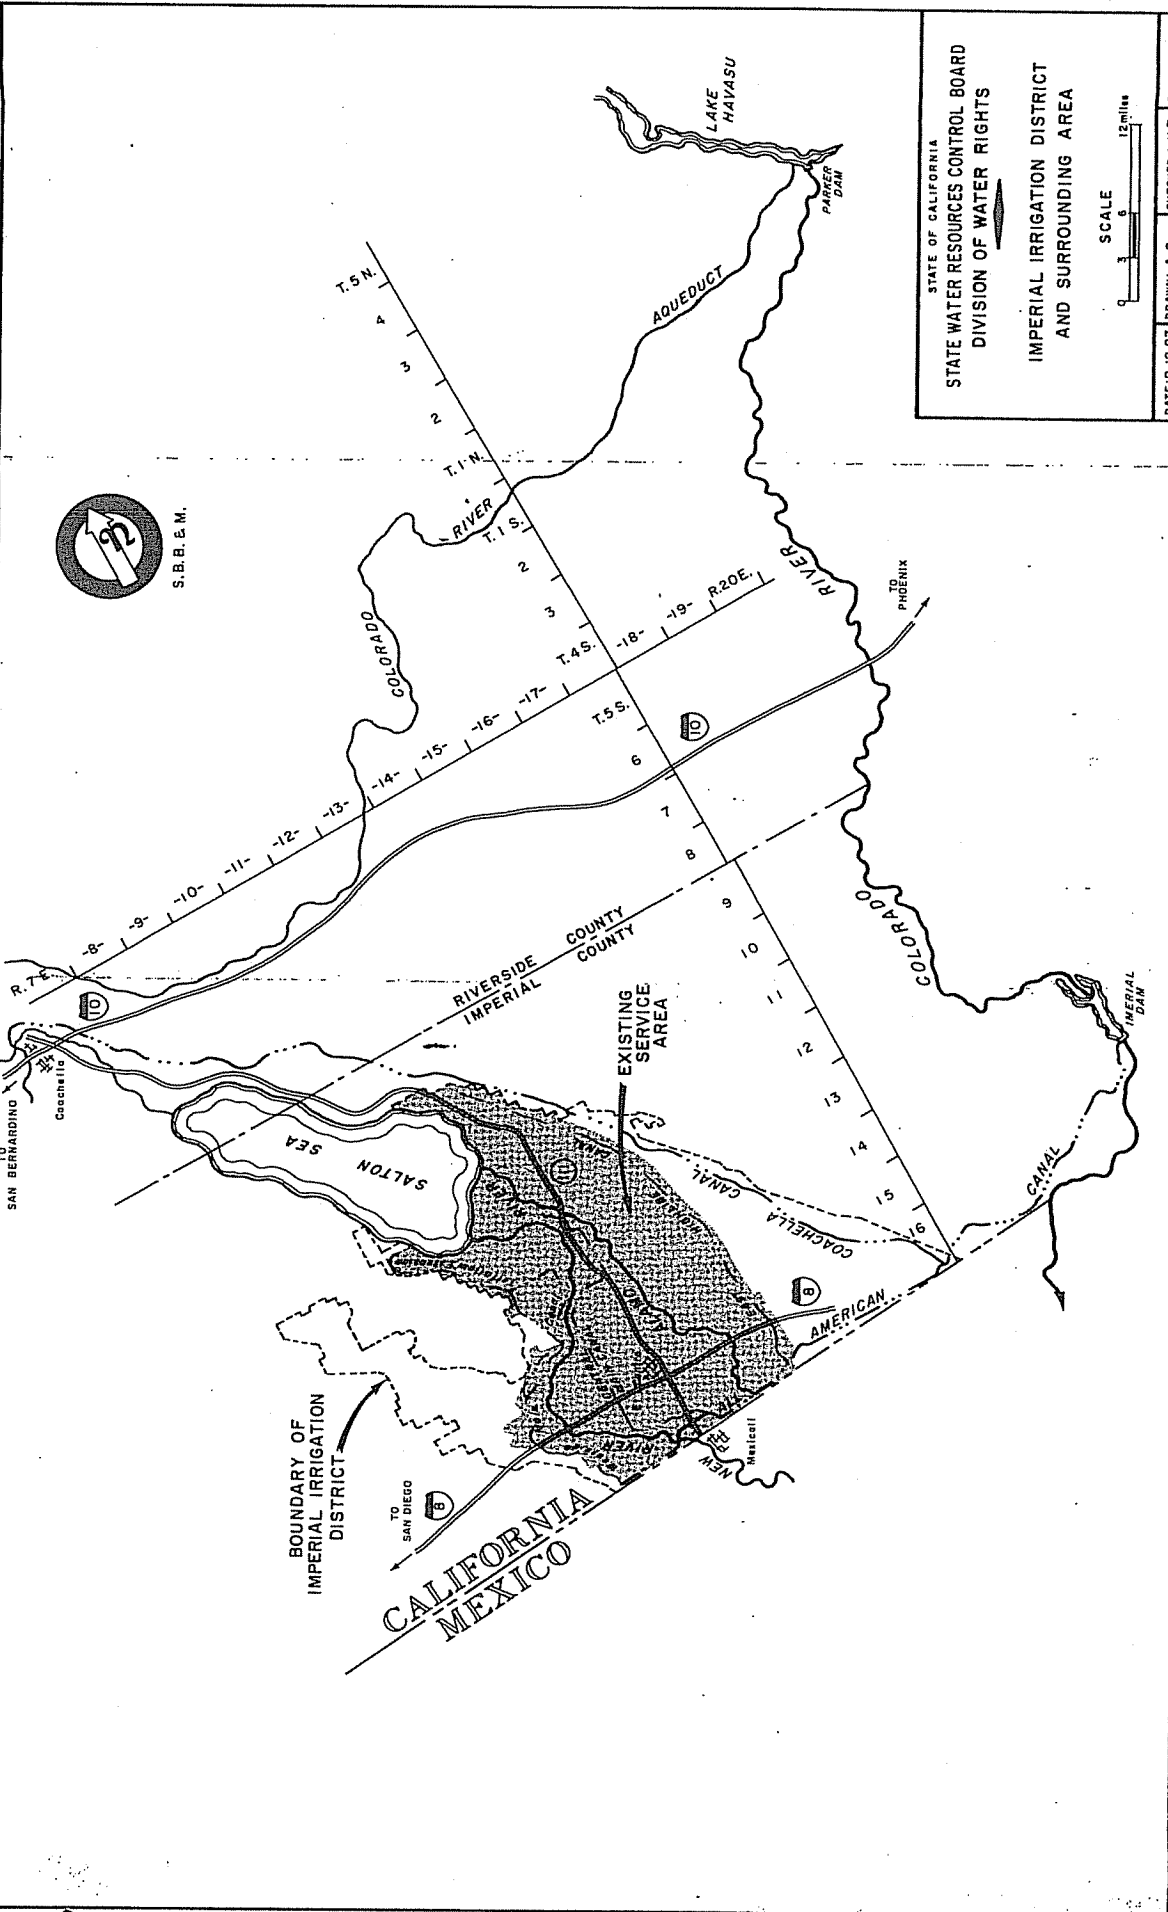 STATE OF CALIFORNIA
STATE WATER RESOURCES CONTROL BOARD
DIVISION OF WATER RIGHTS
IMPERIAL IRRIGATION DISTRICT
AND SURROUNDING AREA
SCALE
0 3 6 12 miles
LAKE
HAVASU
PARKER
DAM
COLORADO
RIVER
AQUEDUCT
S.B.B. & M.
T.5 N.
4
3
2
T.1 N.
T.1 S.
2
3
T.4 S.
T.5 S.
6
7
8
9
10
11
12
13
14
15
16
R.7 E.
-8-
-9-
-10-
-11-
-12-
-13-
-14-
-15-
-16-
-17-
-18-
-19-
R.20E.
COLORADO
RIVER
TO
PHOENIX
10
10
SAN BERNARDINO
Coachella
RIVERSIDE COUNTY
IMPERIAL COUNTY
SALTON
SEA
EXISTING
SERVICE
AREA
BOUNDARY OF
IMPERIAL IRRIGATION
DISTRICT
TO
SAN DIEGO
8
8
CALIFORNIA
MEXICO
NEW
RIVER
Mexicali
RIVER
CANAL
COACHELLA
CANAL
AMERICAN
CANAL
IMERIAL
DAM